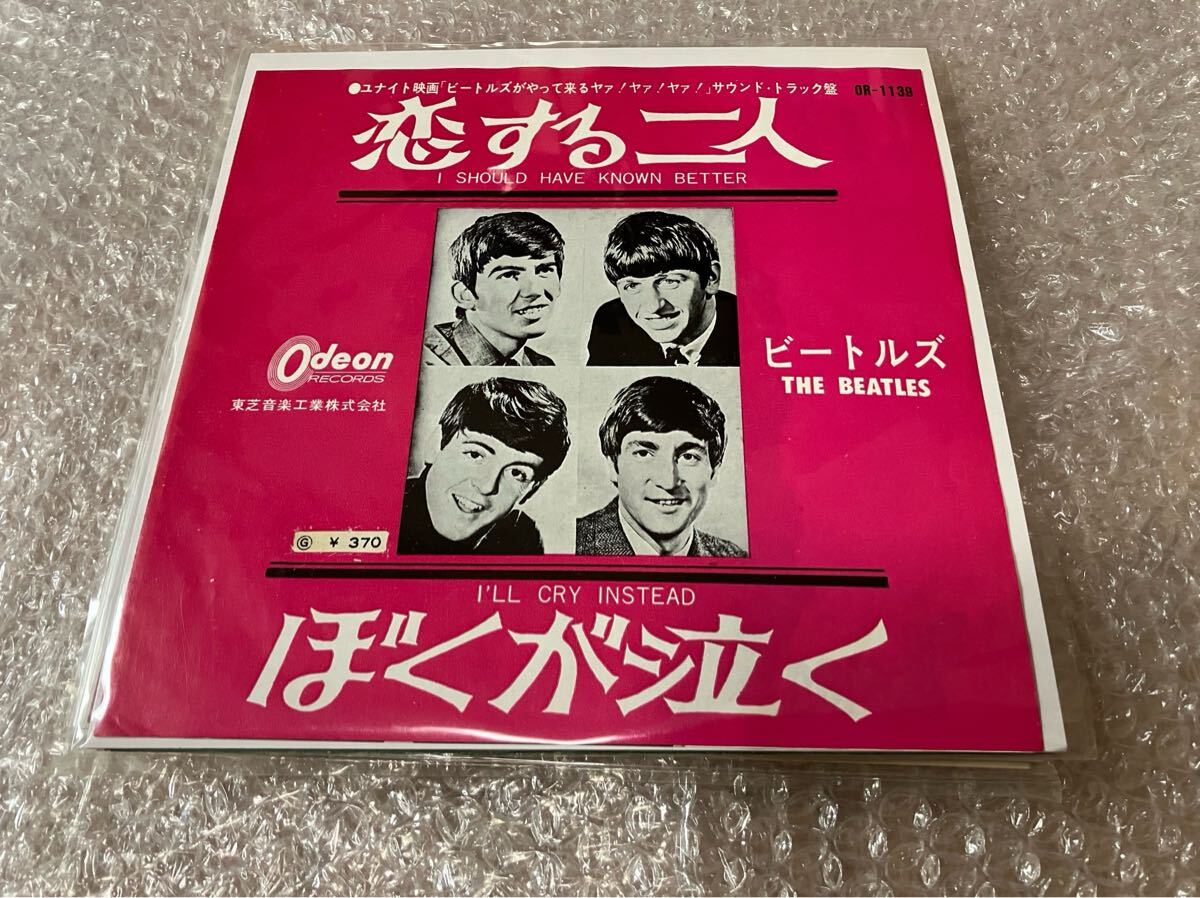 ●ユナイト映画「ビートルズがやって来るヤァ!ヤァ!ヤァ!」サウンド・トラック盤 OR-1139
恋する二人
I SHOULD HAVE KNOWN BETTER
Odeon
RECORDS
東芝音楽工業株式会社
ビートルズ
THE BEATLES
Ⓖ ¥ 370
I'LL CRY INSTEAD
ぼくが泣く